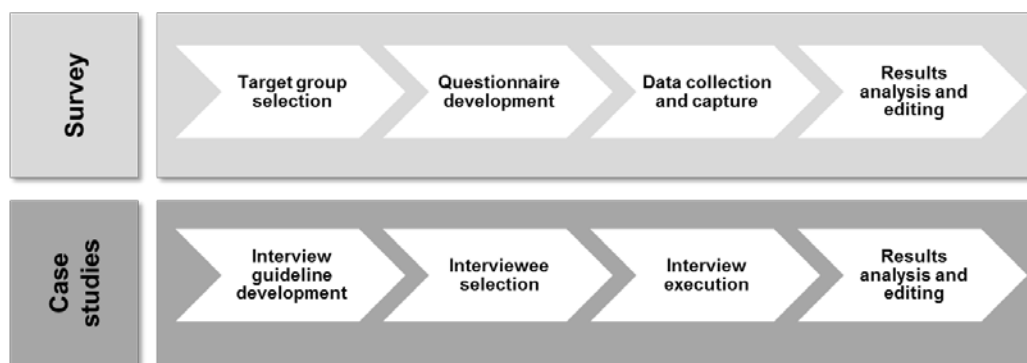 Survey
Target group
selection
Questionnaire
development
Data collection
and capture
Results
analysis and
editing
Case
studies
Interview
guideline
development
Interviewee
selection
Interview
execution
Results
analysis and
editing